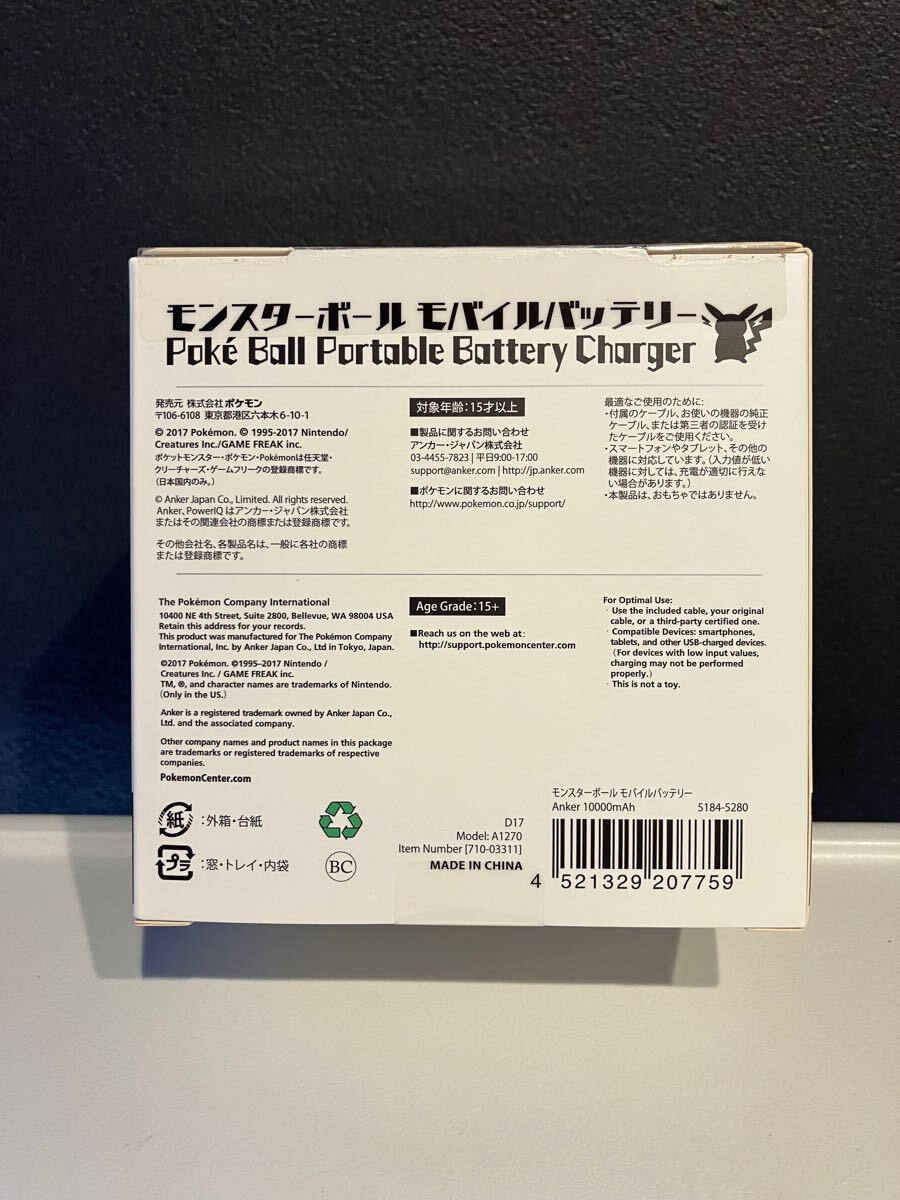 モンスターボール モバイルバッテリー
Poké Ball Portable Battery Charger
発売元 株式会社ポケモン
〒106-6108 東京都港区六本木6-10-1
© 2017 Pokémon. © 1995-2017 Nintendo/
Creatures Inc./GAME FREAK inc.
ポケットモンスター・ポケモン・Pokémonは任天堂・
クリーチャーズ・ゲームフリークの登録商標です。
(日本国内のみ。)
© Anker Japan Co., Limited. All rights reserved.
Anker、PowerIQ はアンカー・ジャパン株式会社
またはその関連会社の商標または登録商標です。
その他会社名、各製品名は、一般に各社の商標
または登録商標です。
対象年齢:15才以上
■製品に関するお問い合わせ
アンカー・ジャパン株式会社
03-4455-7823 | 平日9:00-17:00
support@anker.com | http://jp.anker.com
■ポケモンに関するお問い合わせ
http://www.pokemon.co.jp/support/
最適なご使用のために:
・付属のケーブル、お使いの機器の純正
ケーブル、または第三者の認証を受け
たケーブルをご使用ください。
・スマートフォンやタブレット、その他の
機器に対応しています。(入力値が低い
機器に対しては、充電が適切に行えな
い場合があります。)
・本製品は、おもちゃではありません。
The Pokémon Company International
10400 NE 4th Street, Suite 2800, Bellevue, WA 98004 USA
Retain this address for your records.
This product was manufactured for The Pokémon Company
International, Inc. by Anker Japan Co., Ltd in Tokyo, Japan.
©2017 Pokémon. ©1995–2017 Nintendo /
Creatures Inc. / GAME FREAK inc.
TM, ®, and character names are trademarks of Nintendo.
(Only in the US.)
Anker is a registered trademark owned by Anker Japan Co.,
Ltd. and the associated company.
Other company names and product names in this package
are trademarks or registered trademarks of respective
companies.
PokemonCenter.com
Age Grade:15+
■Reach us on the web at:
http://support.pokemoncenter.com
For Optimal Use:
· Use the included cable, your original
cable, or a third-party certified one.
· Compatible Devices: smartphones,
tablets, and other USB-charged devices.
(For devices with low input values,
charging may not be performed
properly.)
· This is not a toy.
紙 :外箱・台紙
プラ :窓・トレイ・内袋
BC
D17
Model: A1270
Item Number [710-03311]
MADE IN CHINA
モンスターボール モバイルバッテリー
Anker 10000mAh 5184-5280
4 521329 207759